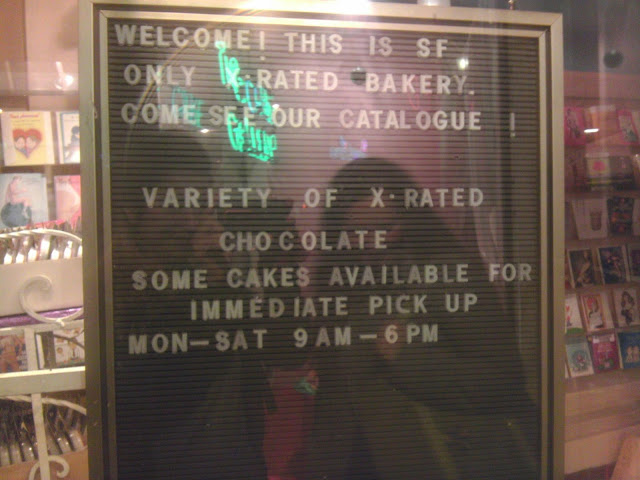 WELCOME! THIS IS SF
ONLY X-RATED BAKERY.
COME SEE OUR CATALOGUE !
VARIETY OF X-RATED
CHOCOLATE
SOME CAKES AVAILABLE FOR
IMMEDIATE PICK UP
MON-SAT 9AM-6PM